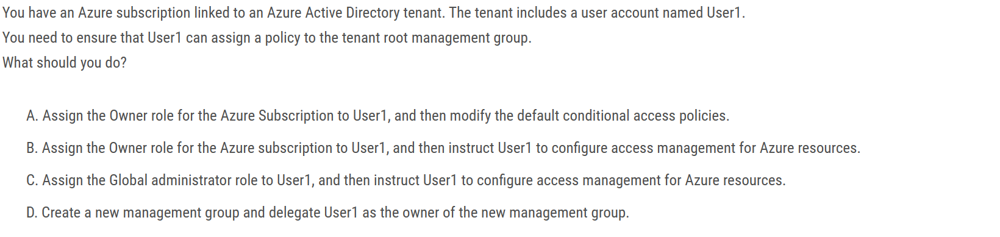 You have an Azure subscription linked to an Azure Active Directory tenant. The tenant includes a user account named User1.
You need to ensure that User1 can assign a policy to the tenant root management group.
What should you do?
A. Assign the Owner role for the Azure Subscription to User1, and then modify the default conditional access policies.
B. Assign the Owner role for the Azure subscription to User1, and then instruct User1 to configure access management for Azure resources.
C. Assign the Global administrator role to User1, and then instruct User1 to configure access management for Azure resources.
D. Create a new management group and delegate User1 as the owner of the new management group.